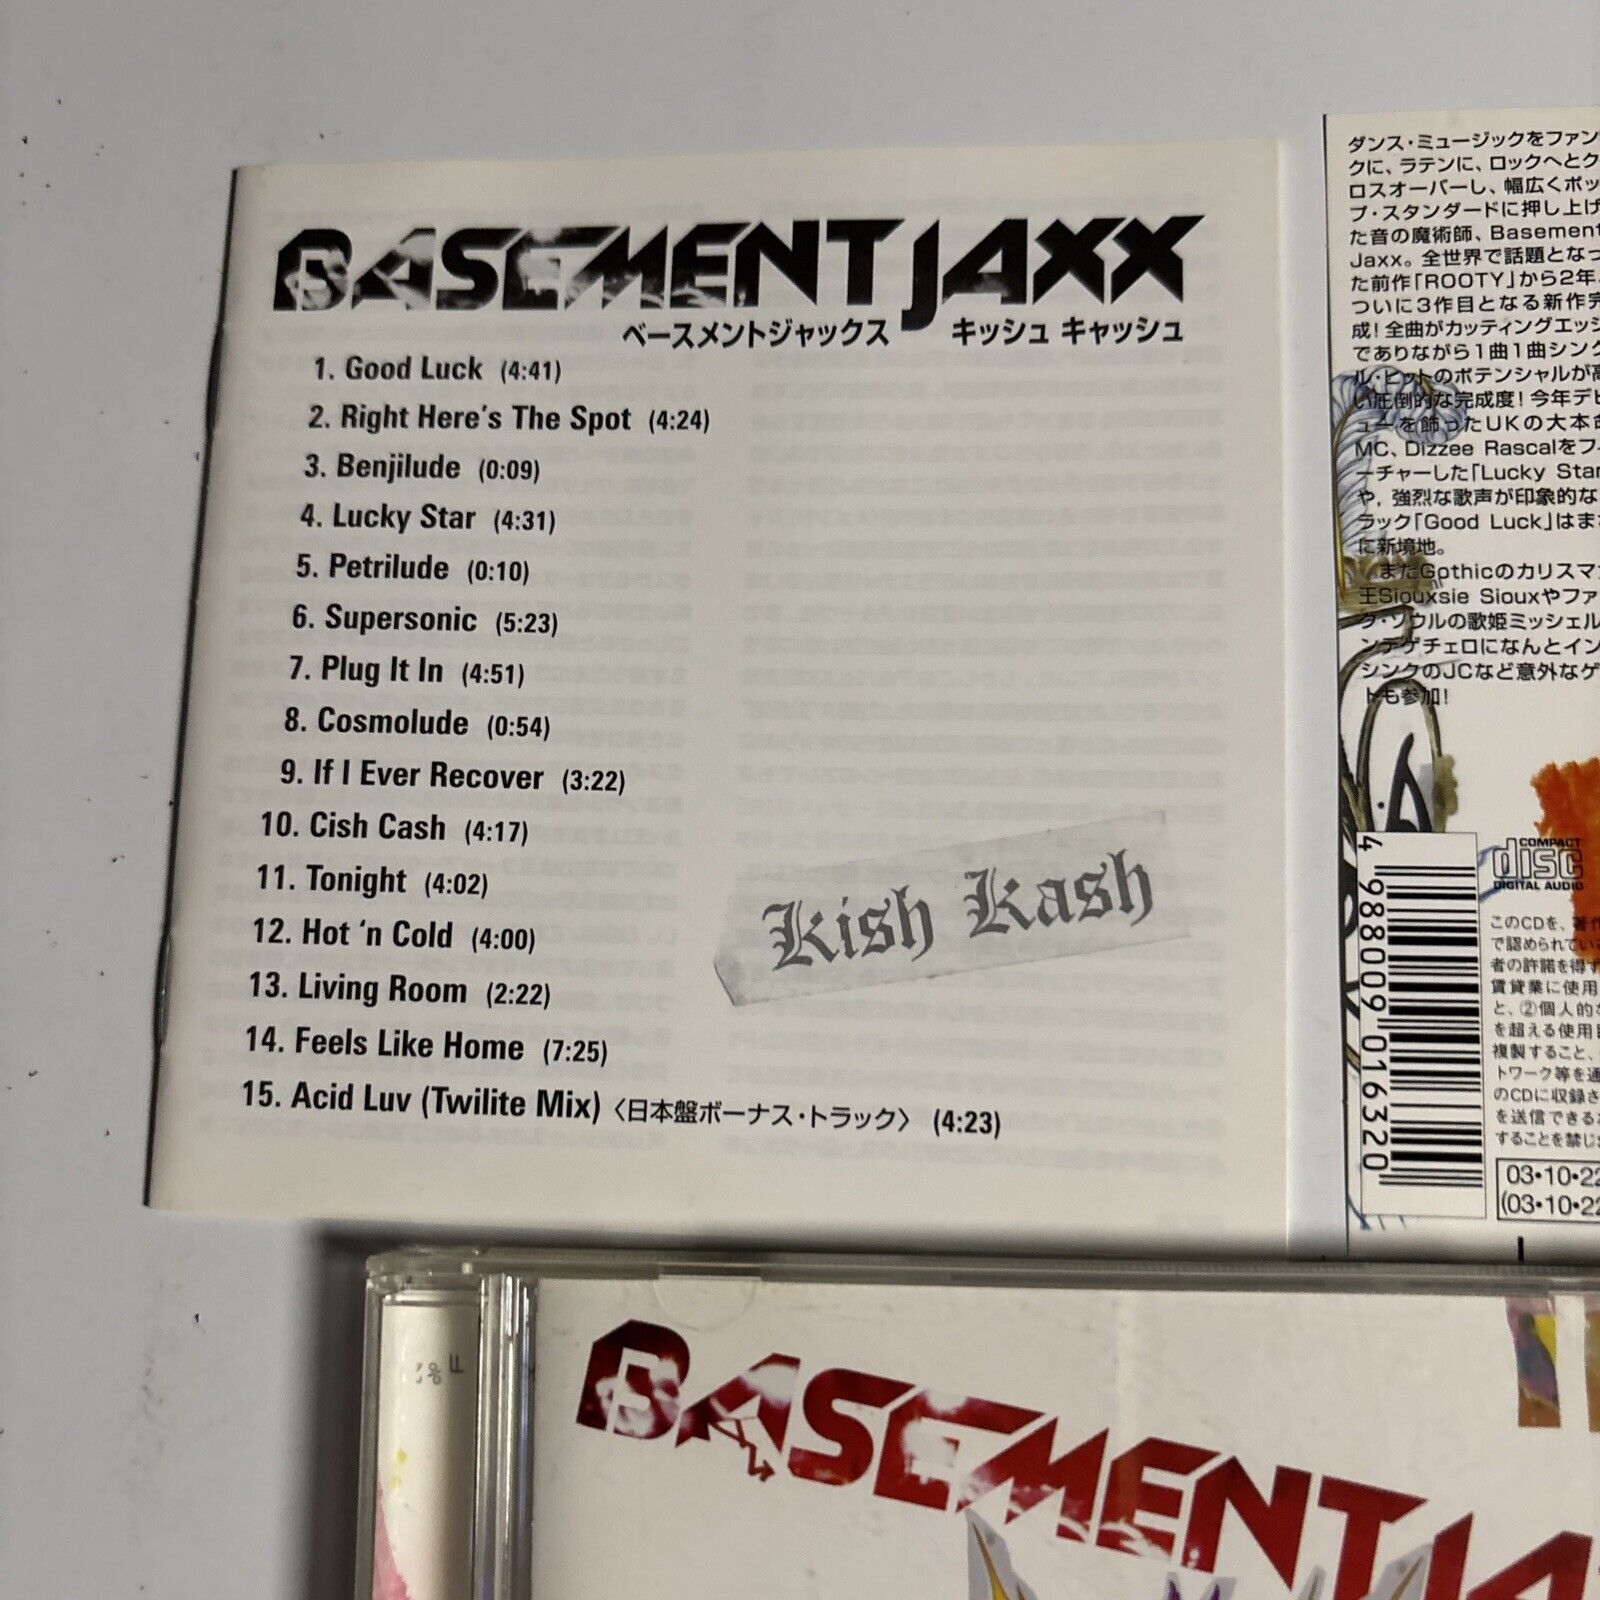 BASEMENT JAXX
ベースメントジャックス キッシュ キャッシュ
1. Good Luck (4:41)
2. Right Here's The Spot (4:24)
3. Benjilude (0:09)
4. Lucky Star (4:31)
5. Petrilude (0:10)
6. Supersonic (5:23)
7. Plug It In (4:51)
8. Cosmolude (0:54)
9. If I Ever Recover (3:22)
10. Cish Cash (4:17)
11. Tonight (4:02)
12. Hot 'n Cold (4:00)
13. Living Room (2:22)
14. Feels Like Home (7:25)
15. Acid Luv (Twilite Mix) 〈日本盤ボーナス・トラック〉 (4:23)
Kish Kash
ダンス・ミュージックをファン
クに、ラテンに、ロックへとク
ロスオーバーし、幅広くポッ
プ・スタンダードに押し上げ
た音の魔術師、Basement
Jaxx。全世界で話題となっ
た前作「ROOTY」から2年、
ついに3作目となる新作完
成！全曲がカッティングエッジ
でありながら1曲1曲シング
ル・ヒットのポテンシャルが高
い圧倒的な完成度！今年デビ
ューを飾ったUKの大本命
MC、Dizzee Rascalをフィ
ーチャーした「Lucky Star
や，強烈な歌声が印象的な
ラック「Good Luck」はまさ
に新境地。
またGothicのカリスマ
王Siouxsie Siouxやファ
ク・ソウルの歌姫ミッシェル
ンデゲチェロになんとイン
シンクのJCなど意外なゲ
トも参加！
4 988009 016320
COMPACT
disc
DIGITAL AUDIO
このCDを、著作
で認められてい
者の許諾を得ず
賃貸業に使用
と、②個人的な
を超える使用目
複製すること、
トワーク等を通
のCDに収録さ
を送信できる
することを禁じ
03・10・22
(03・10・22
BASEMENT JA